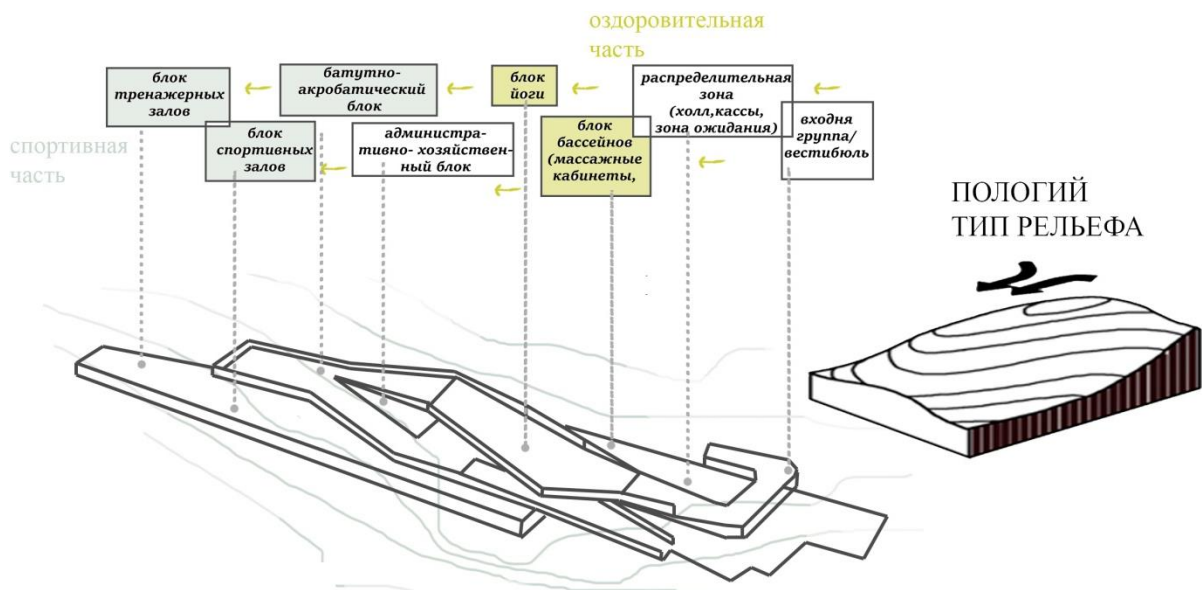 оздоровительная
часть
блок
тренажерных
залов
батутно-
акробатический
блок
блок
йоги
распределительная
зона
(холл,кассы,
зона ожидания)
входня
группа/
вестибюль
спортивная
часть
блок
спортивных
залов
администра-
тивно- хозяйствен-
ный блок
блок
бассейнов
(массажные
кабинеты,
ПОЛОГИЙ
ТИП РЕЛЬЕФА